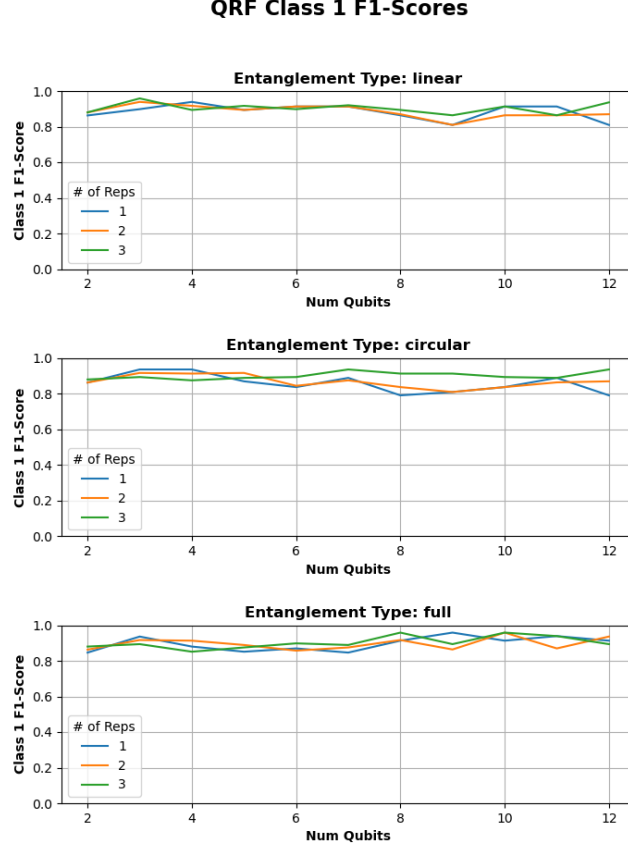 QRF Class 1 F1-Scores
Entanglement Type: linear
Class 1 F1-Score
1.0
0.8
0.6
0.4
0.2
0.0
# of Reps
1
2
3
2 4 6 8 10 12
Num Qubits
Entanglement Type: circular
Class 1 F1-Score
1.0
0.8
0.6
0.4
0.2
0.0
# of Reps
1
2
3
2 4 6 8 10 12
Num Qubits
Entanglement Type: full
Class 1 F1-Score
1.0
0.8
0.6
0.4
0.2
0.0
# of Reps
1
2
3
2 4 6 8 10 12
Num Qubits